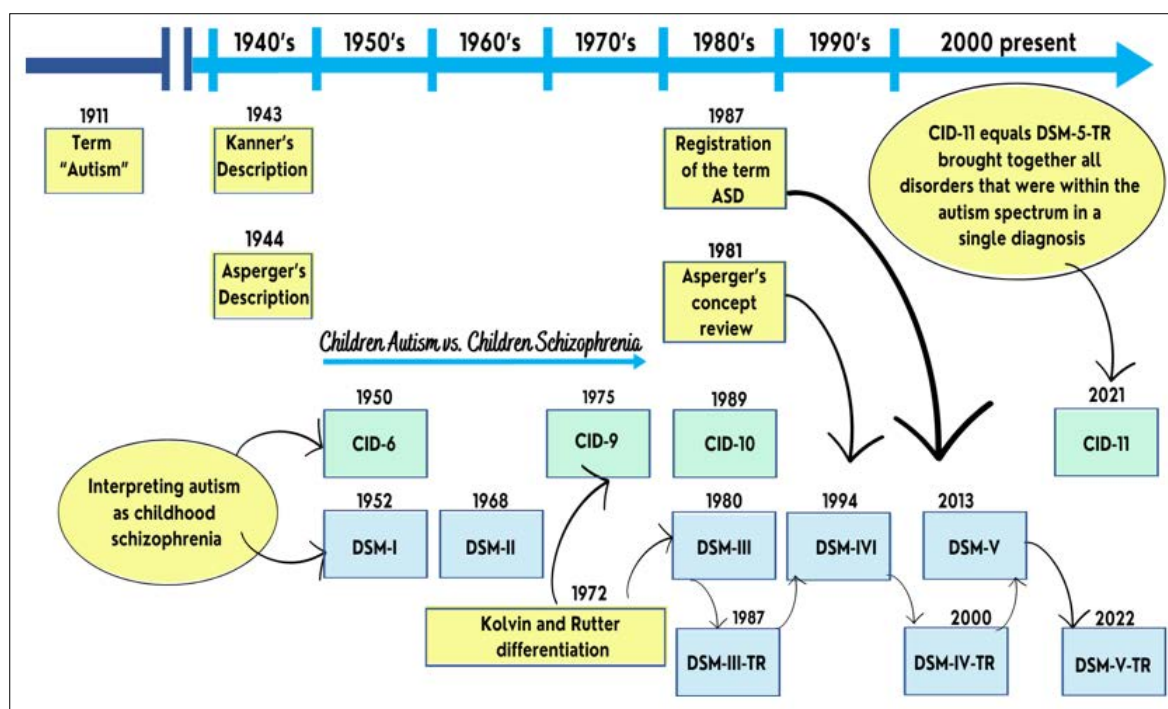 1940's 1950's 1960's 1970's 1980's 1990's 2000 present
1911
Term
"Autism"
1943
Kanner's
Description
1944
Asperger's
Description
1987
Registration
of the term
ASD
1981
Asperger's
concept
review
CID-11 equals DSM-5-TR
brought together all
disorders that were within the
autism spectrum in a
single diagnosis
Children Autism vs. Children Schizophrenia
1950
CID-6
1975
CID-9
1989
CID-10
2021
CID-11
Interpreting autism
as childhood
schizophrenia
1952
DSM-I
1968
DSM-II
1972
Kolvin and Rutter
differentiation
1980
DSM-III
1987
DSM-III-TR
1994
DSM-IVI
2000
DSM-IV-TR
2013
DSM-V
2022
DSM-V-TR